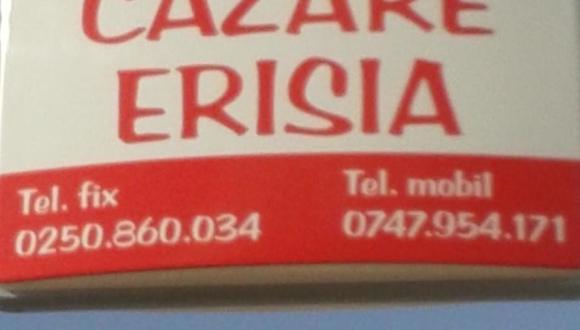 CAZARE
ERISIA
Tel. fix
0250.860.034
Tel. mobil
0747.954.171